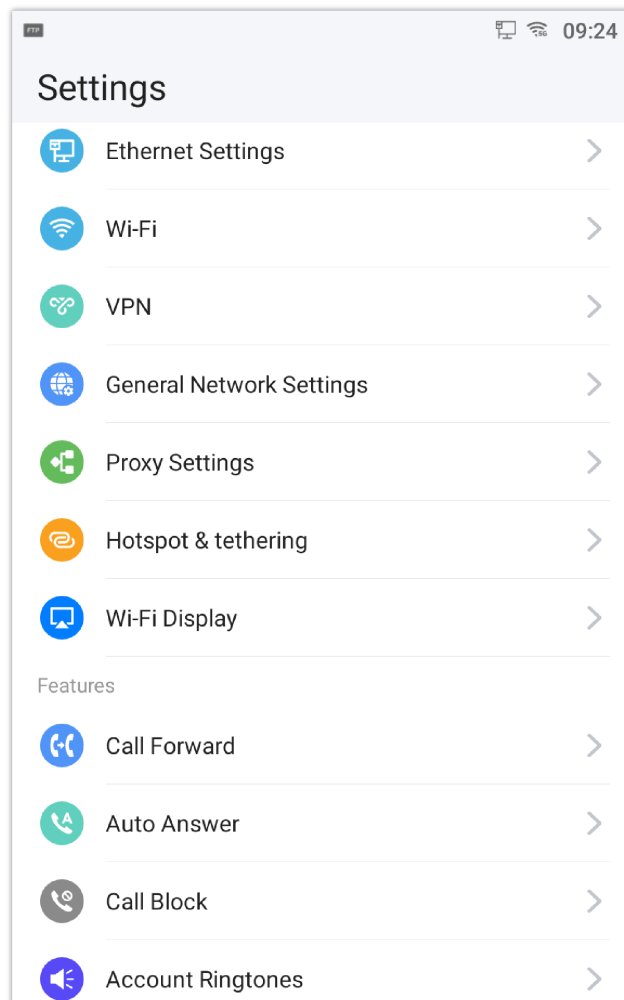 FTP
5G 09:24
Settings
Ethernet Settings
Wi-Fi
VPN
General Network Settings
Proxy Settings
Hotspot & tethering
Wi-Fi Display
Features
Call Forward
A
Auto Answer
Call Block
Account Ringtones